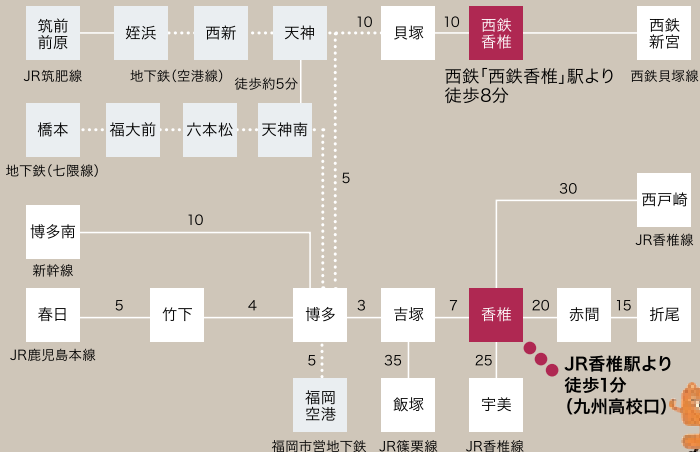 筑前
前原
姪浜
西新
天神
10
貝塚
10
西鉄
香椎
西鉄
新宮
JR筑肥線
地下鉄(空港線)
徒歩約5分
西鉄「西鉄香椎」駅より
徒歩8分
西鉄貝塚線
橋本
福大前
六本松
天神南
地下鉄(七隈線)
5
30
西戸崎
JR香椎線
博多南
10
新幹線
春日
5
竹下
4
博多
3
吉塚
7
香椎
20
赤間
15
折尾
JR鹿児島本線
5
35
25
福岡
空港
飯塚
宇美
福岡市営地下鉄
JR篠栗線
JR香椎線
JR香椎駅より
徒歩1分
(九州高校口)